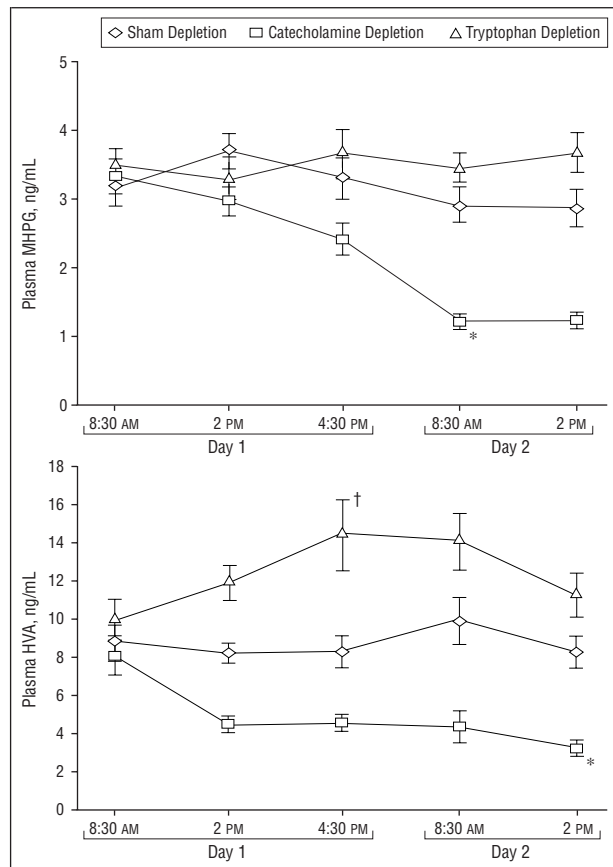 Sham Depletion Catecholamine Depletion Tryptophan Depletion
5
4
3
2
1
0
Plasma MHPG, ng/mL
*
8:30 AM 2 PM 4:30 PM 8:30 AM 2 PM
Day 1 Day 2
18
16
14
12
10
8
6
4
2
0
Plasma HVA, ng/mL
†
*
8:30 AM 2 PM 4:30 PM 8:30 AM 2 PM
Day 1 Day 2